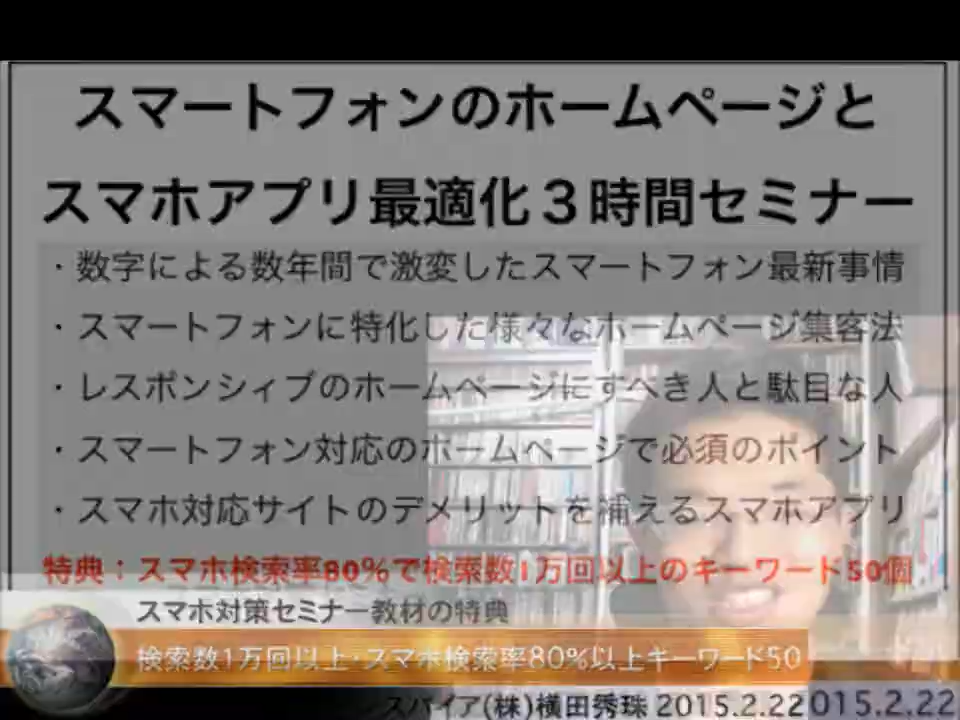 スマートフォンのホームページと
スマホアプリ最適化３時間セミナー
・数字による数年間で激変したスマートフォン最新事情
・スマートフォンに特化した様々なホームページ集客法
・レスポンシィブのホームページにすべき人と駄目な人
・スマートフォン対応のホームページで必須のポイント
・スマホ対応サイトのデメリットを補えるスマホアプリ
特典：スマホ検索率80％で検索数1万回以上のキーワード50個
スマホ対策セミナー教材の特典
検索数1万回以上・スマホ検索率80%以上キーワード50
スパイア(株)横田秀珠 2015.2.22
2015.2.22